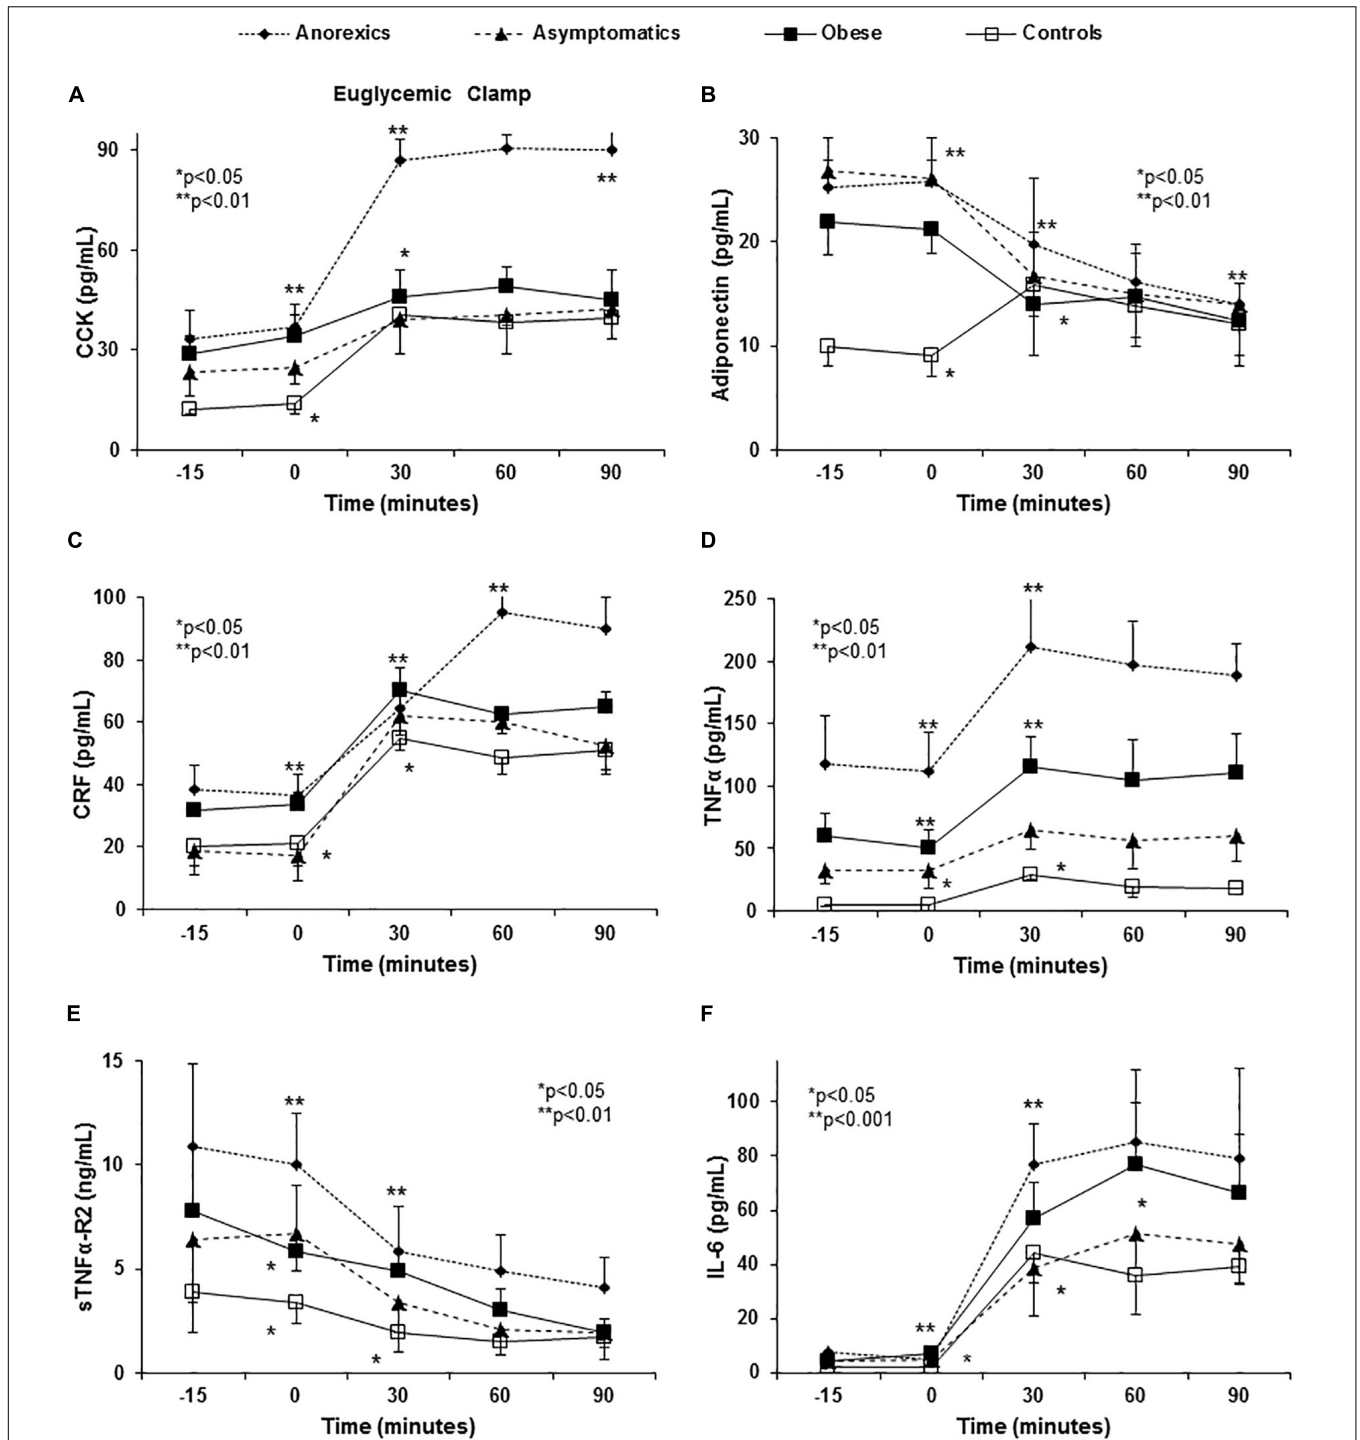 Anorexics Asymptomatics Obese Controls
A Euglycemic Clamp
CCK (pg/mL)
90
60
30
0
*p<0.05
**p<0.01
**
**
**
*
*
-15 0 30 60 90
Time (minutes)
B
Adiponectin (pg/mL)
30
20
10
0
*p<0.05
**p<0.01
**
**
**
*
*
-15 0 30 60 90
Time (minutes)
C
CRF (pg/mL)
100
80
60
40
20
0
*p<0.05
**p<0.01
**
**
**
*
*
-15 0 30 60 90
Time (minutes)
D
TNFα (pg/mL)
250
200
150
100
50
0
*p<0.05
**p<0.01
**
**
**
**
*
*
-15 0 30 60 90
Time (minutes)
E
sTNFα-R2 (ng/mL)
15
10
5
0
*p<0.05
**p<0.01
**
**
*
*
*
-15 0 30 60 90
Time (minutes)
F
IL-6 (pg/mL)
100
80
60
40
20
0
*p<0.05
**p<0.001
**
*
*
**
*
-15 0 30 60 90
Time (minutes)